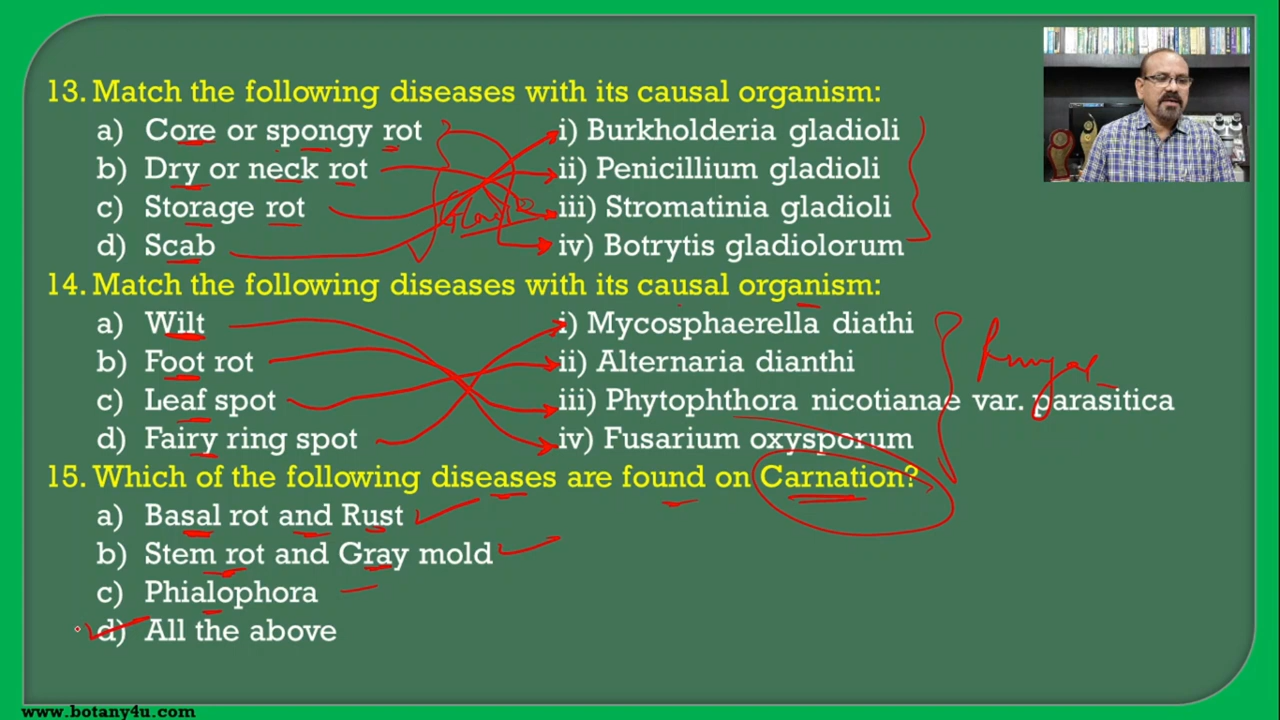 13. Match the following diseases with its causal organism:
a) Core or spongy rot i) Burkholderia gladioli
b) Dry or neck rot ii) Penicillium gladioli
c) Storage rot iii) Stromatinia gladioli
d) Scab iv) Botrytis gladiolorum
14. Match the following diseases with its causal organism:
a) Wilt i) Mycosphaerella diathi
b) Foot rot ii) Alternaria dianthi
c) Leaf spot iii) Phytophthora nicotianae var. parasitica
d) Fairy ring spot iv) Fusarium oxysporum
15. Which of the following diseases are found on Carnation?
a) Basal rot and Rust
b) Stem rot and Gray mold
c) Phialophora
d) All the above
www.botany4u.com